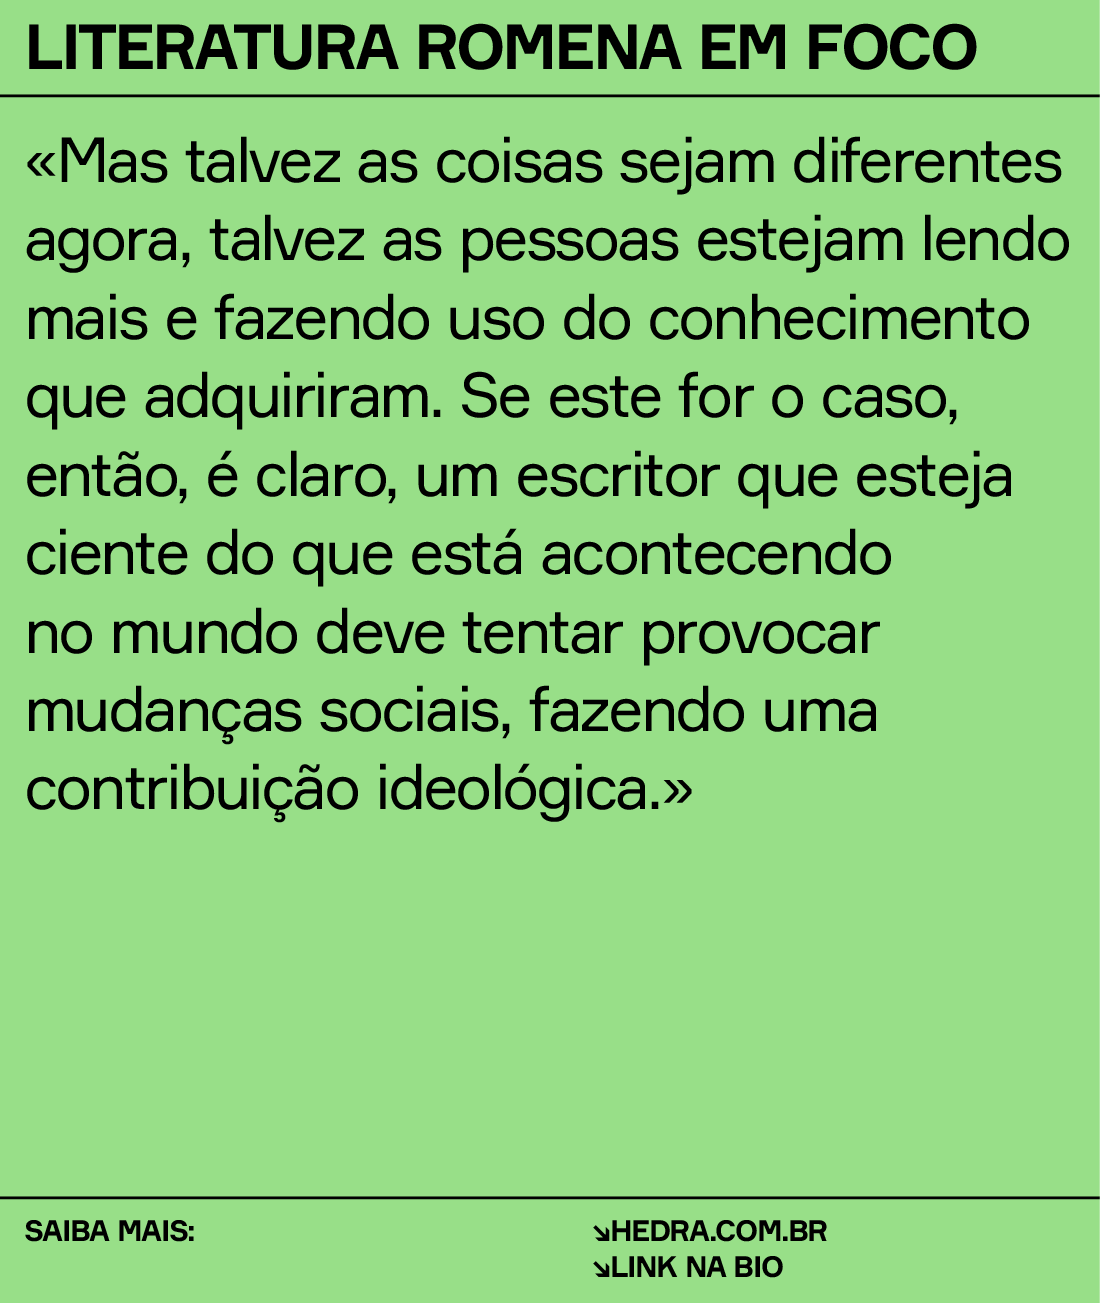 LITERATURA ROMENA EM FOCO
«Mas talvez as coisas sejam diferentes
agora, talvez as pessoas estejam lendo
mais e fazendo uso do conhecimento
que adquiriram. Se este for o caso,
então, é claro, um escritor que esteja
ciente do que está acontecendo
no mundo deve tentar provocar
mudanças sociais, fazendo uma
contribuição ideológica.»
SAIBA MAIS:
↘HEDRA.COM.BR
↘LINK NA BIO